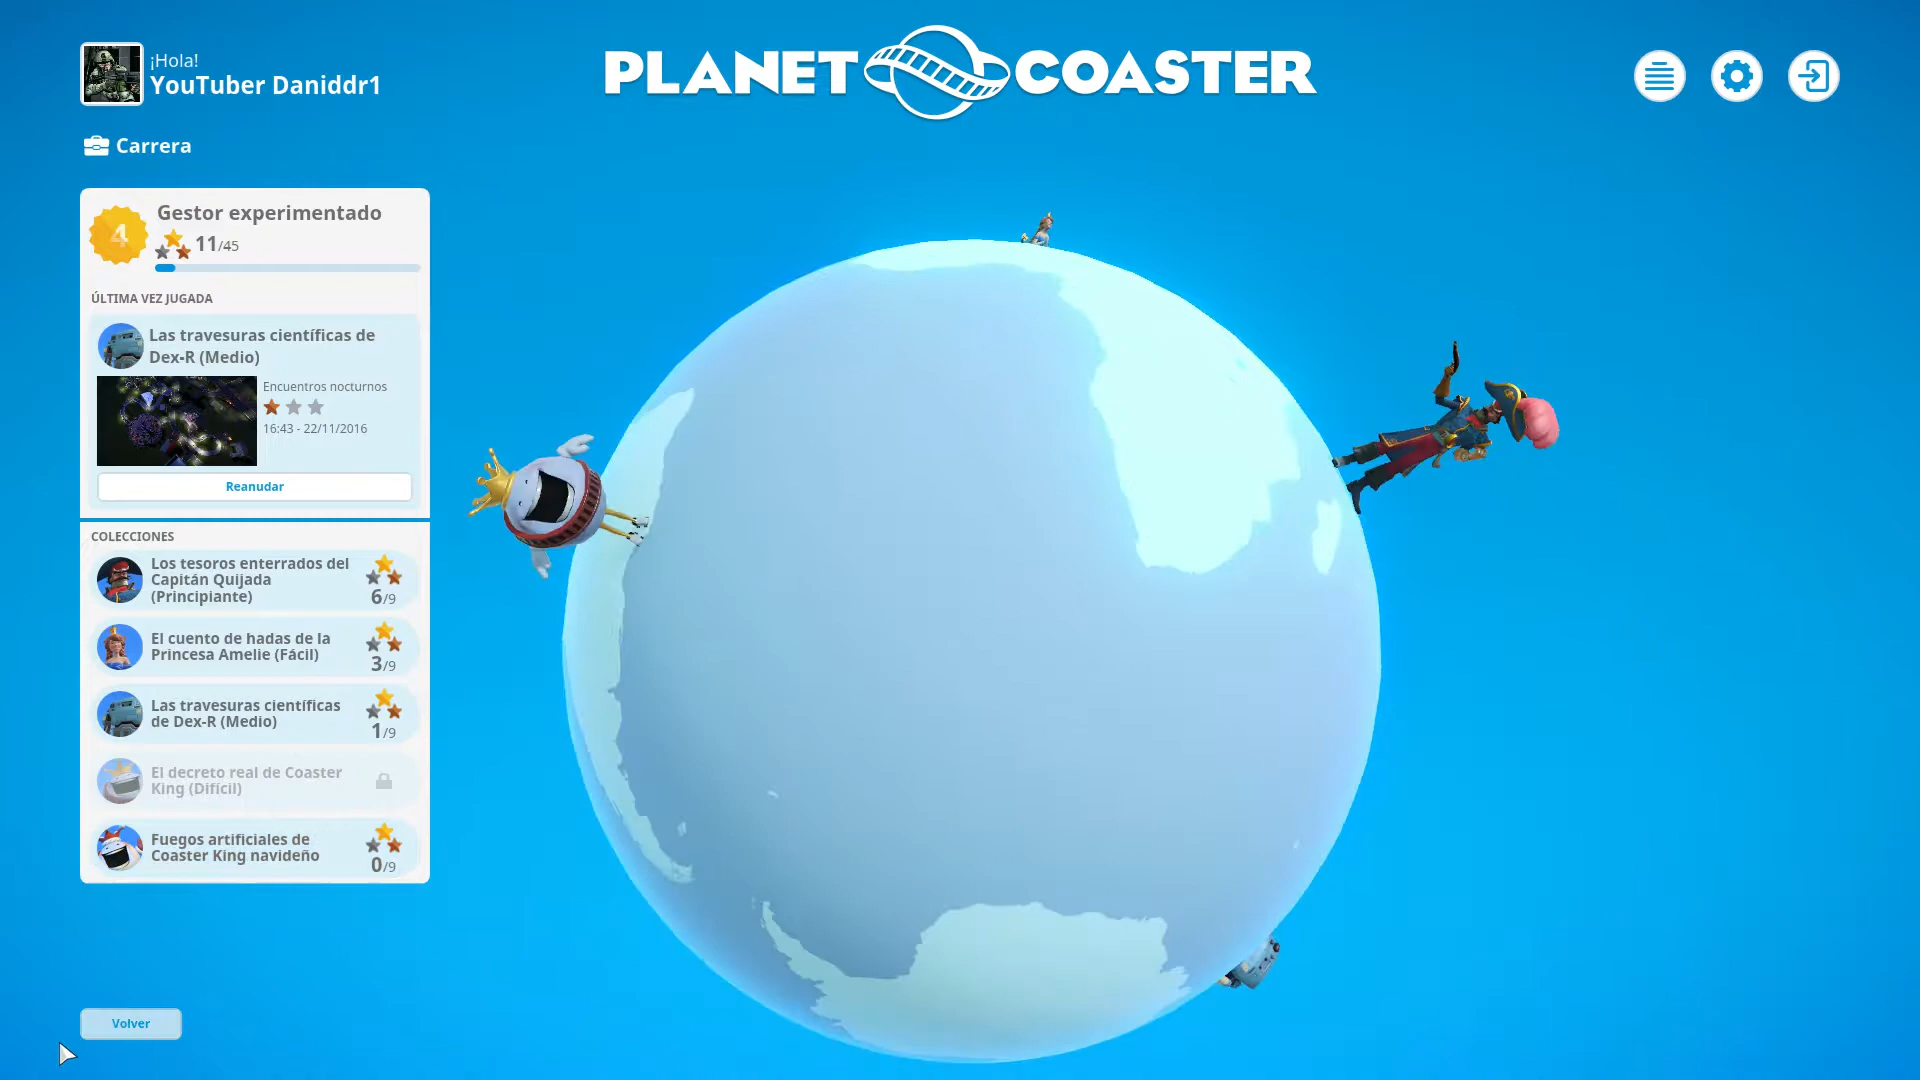 ¡Hola!
YouTuber Daniddr1
PLANET COASTER
Carrera
4
Gestor experimentado
11/45
ÚLTIMA VEZ JUGADA
Las travesuras científicas de
Dex-R (Medio)
Encuentros nocturnos
16:43 - 22/11/2016
Reanudar
COLECCIONES
Los tesoros enterrados del
Capitán Quijada
(Principiante)
6/9
El cuento de hadas de la
Princesa Amelie (Fácil)
3/9
Las travesuras científicas
de Dex-R (Medio)
1/9
El decreto real de Coaster
King (Difícil)
Fuegos artificiales de
Coaster King navideño
0/9
Volver